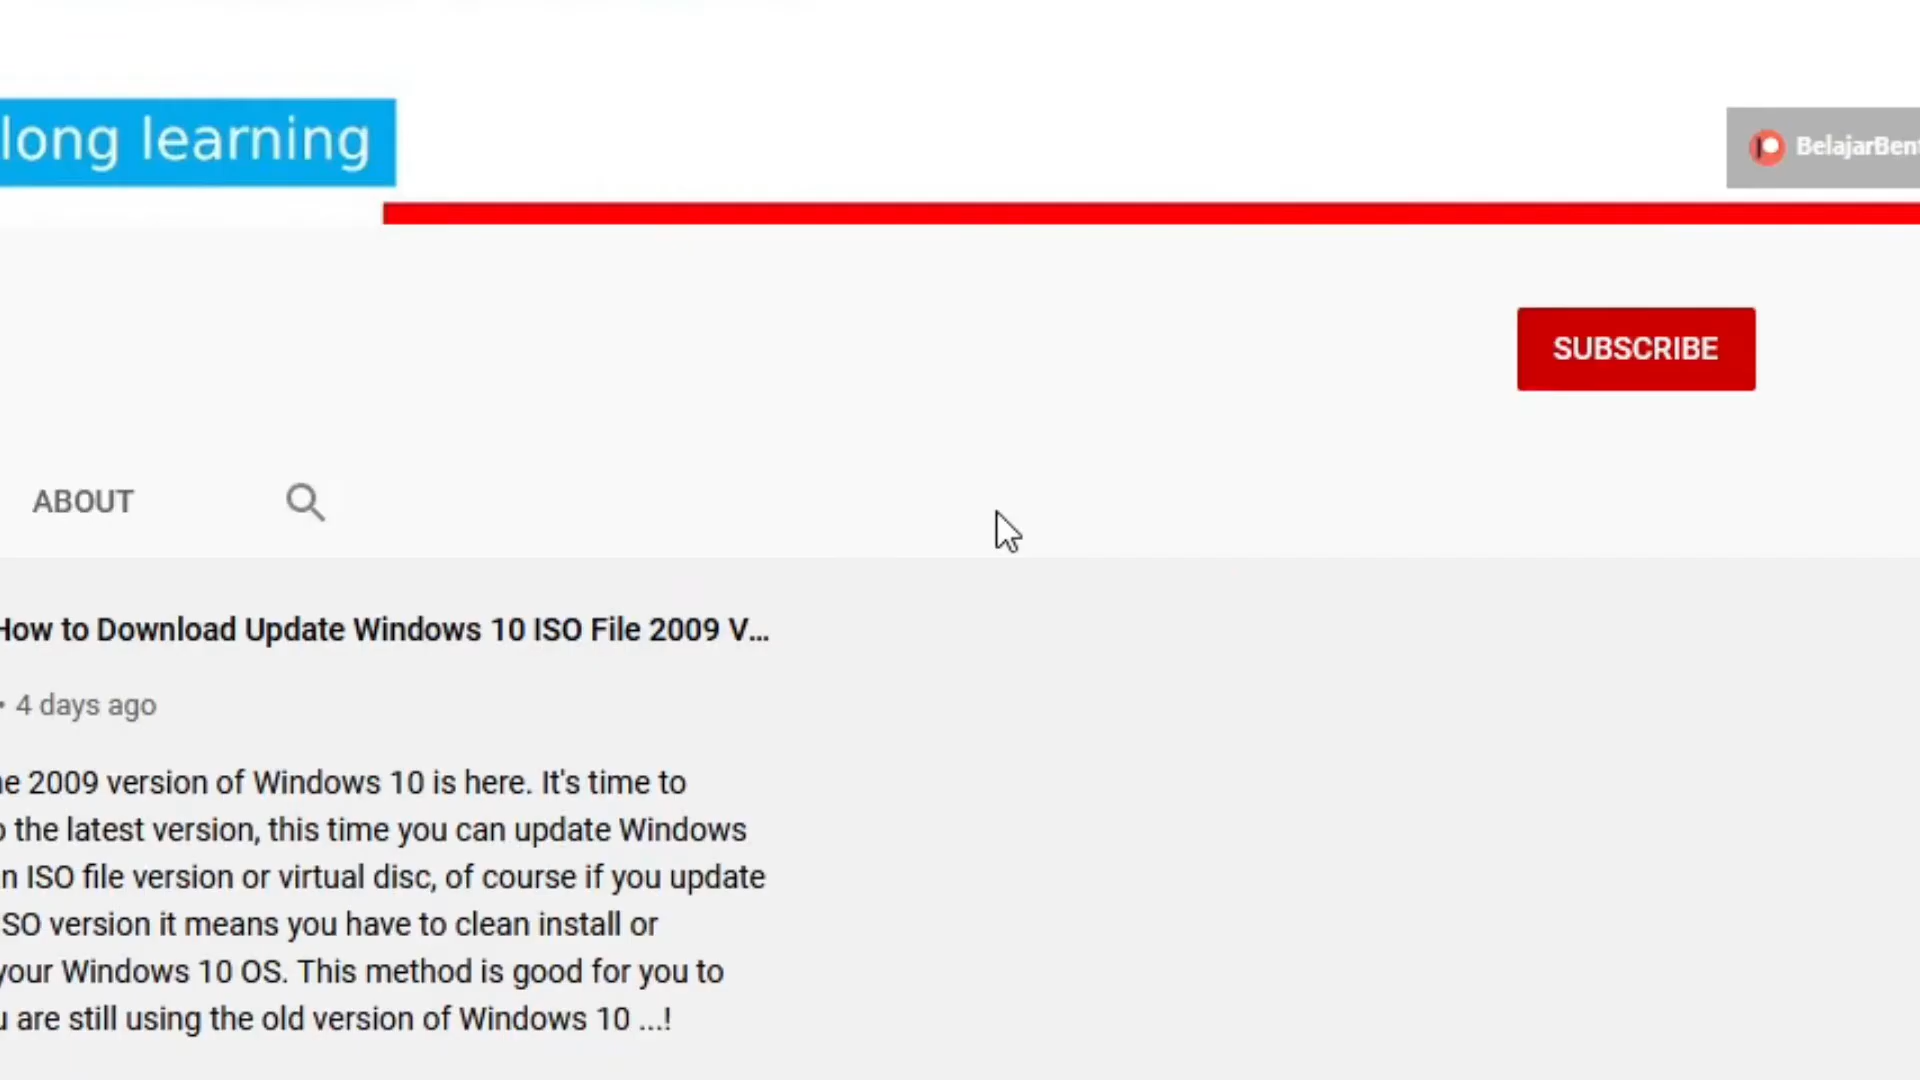 long learning
SUBSCRIBE
ABOUT
How to Download Update Windows 10 ISO File 2009 V...
• 4 days ago
2009 version of Windows 10 is here. It's time to
the latest version, this time you can update Windows
ISO file version or virtual disc, of course if you update
version it means you have to clean install or
your Windows 10 OS. This method is good for you to
are still using the old version of Windows 10 ...!